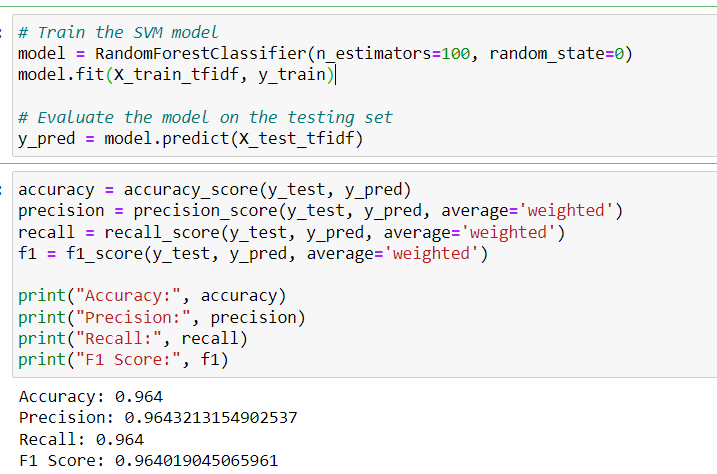 # Train the SVM model
model = RandomForestClassifier(n_estimators=100, random_state=0)
model.fit(X_train_tfidf, y_train)
# Evaluate the model on the testing set
y_pred = model.predict(X_test_tfidf)
accuracy = accuracy_score(y_test, y_pred)
precision = precision_score(y_test, y_pred, average='weighted')
recall = recall_score(y_test, y_pred, average='weighted')
f1 = f1_score(y_test, y_pred, average='weighted')
print("Accuracy:", accuracy)
print("Precision:", precision)
print("Recall:", recall)
print("F1 Score:", f1)
Accuracy: 0.964
Precision: 0.9643213154902537
Recall: 0.964
F1 Score: 0.964019045065961